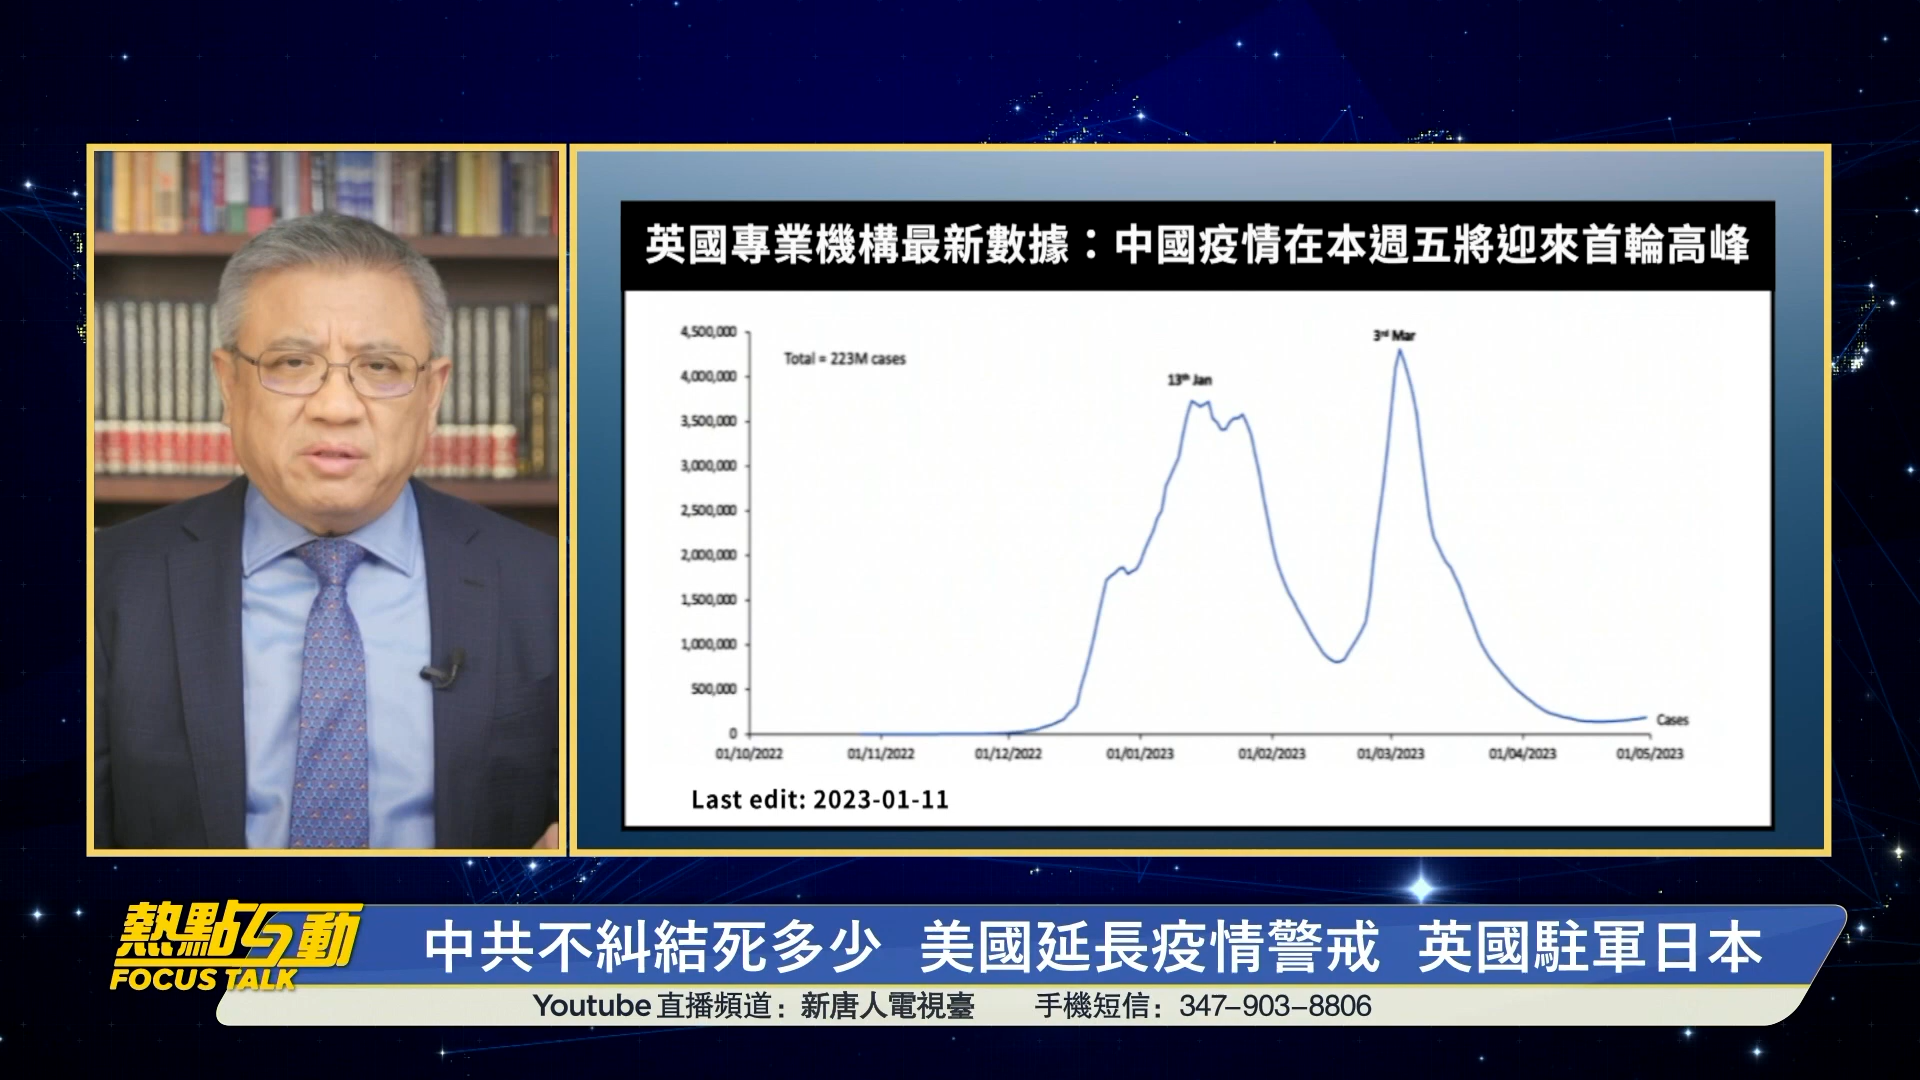 英國專業機構最新數據：中國疫情在本週五將迎來首輪高峰
4,500,000
4,000,000
3,500,000
3,000,000
2,500,000
2,000,000
1,500,000
1,000,000
500,000
0
Total = 223M cases
13th Jan
3rd Mar
Cases
01/10/2022 01/11/2022 01/12/2022 01/01/2023 01/02/2023 01/03/2023 01/04/2023 01/05/2023
Last edit: 2023-01-11
熱點互動
FOCUS TALK
中共不糾結死多少 美國延長疫情警戒 英國駐軍日本
Youtube 直播頻道：新唐人電視臺 手機短信：347-903-8806